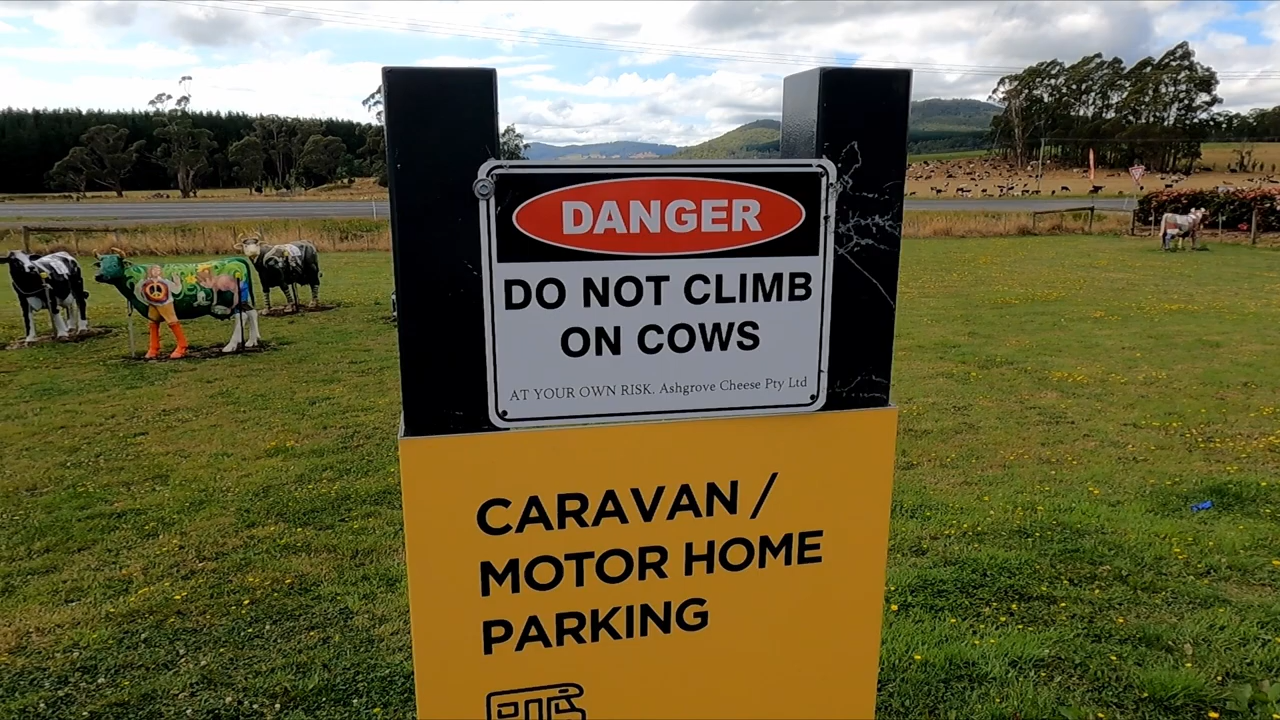 DANGER
DO NOT CLIMB
ON COWS
AT YOUR OWN RISK. Ashgrove Cheese Pty Ltd
CARAVAN /
MOTOR HOME
PARKING